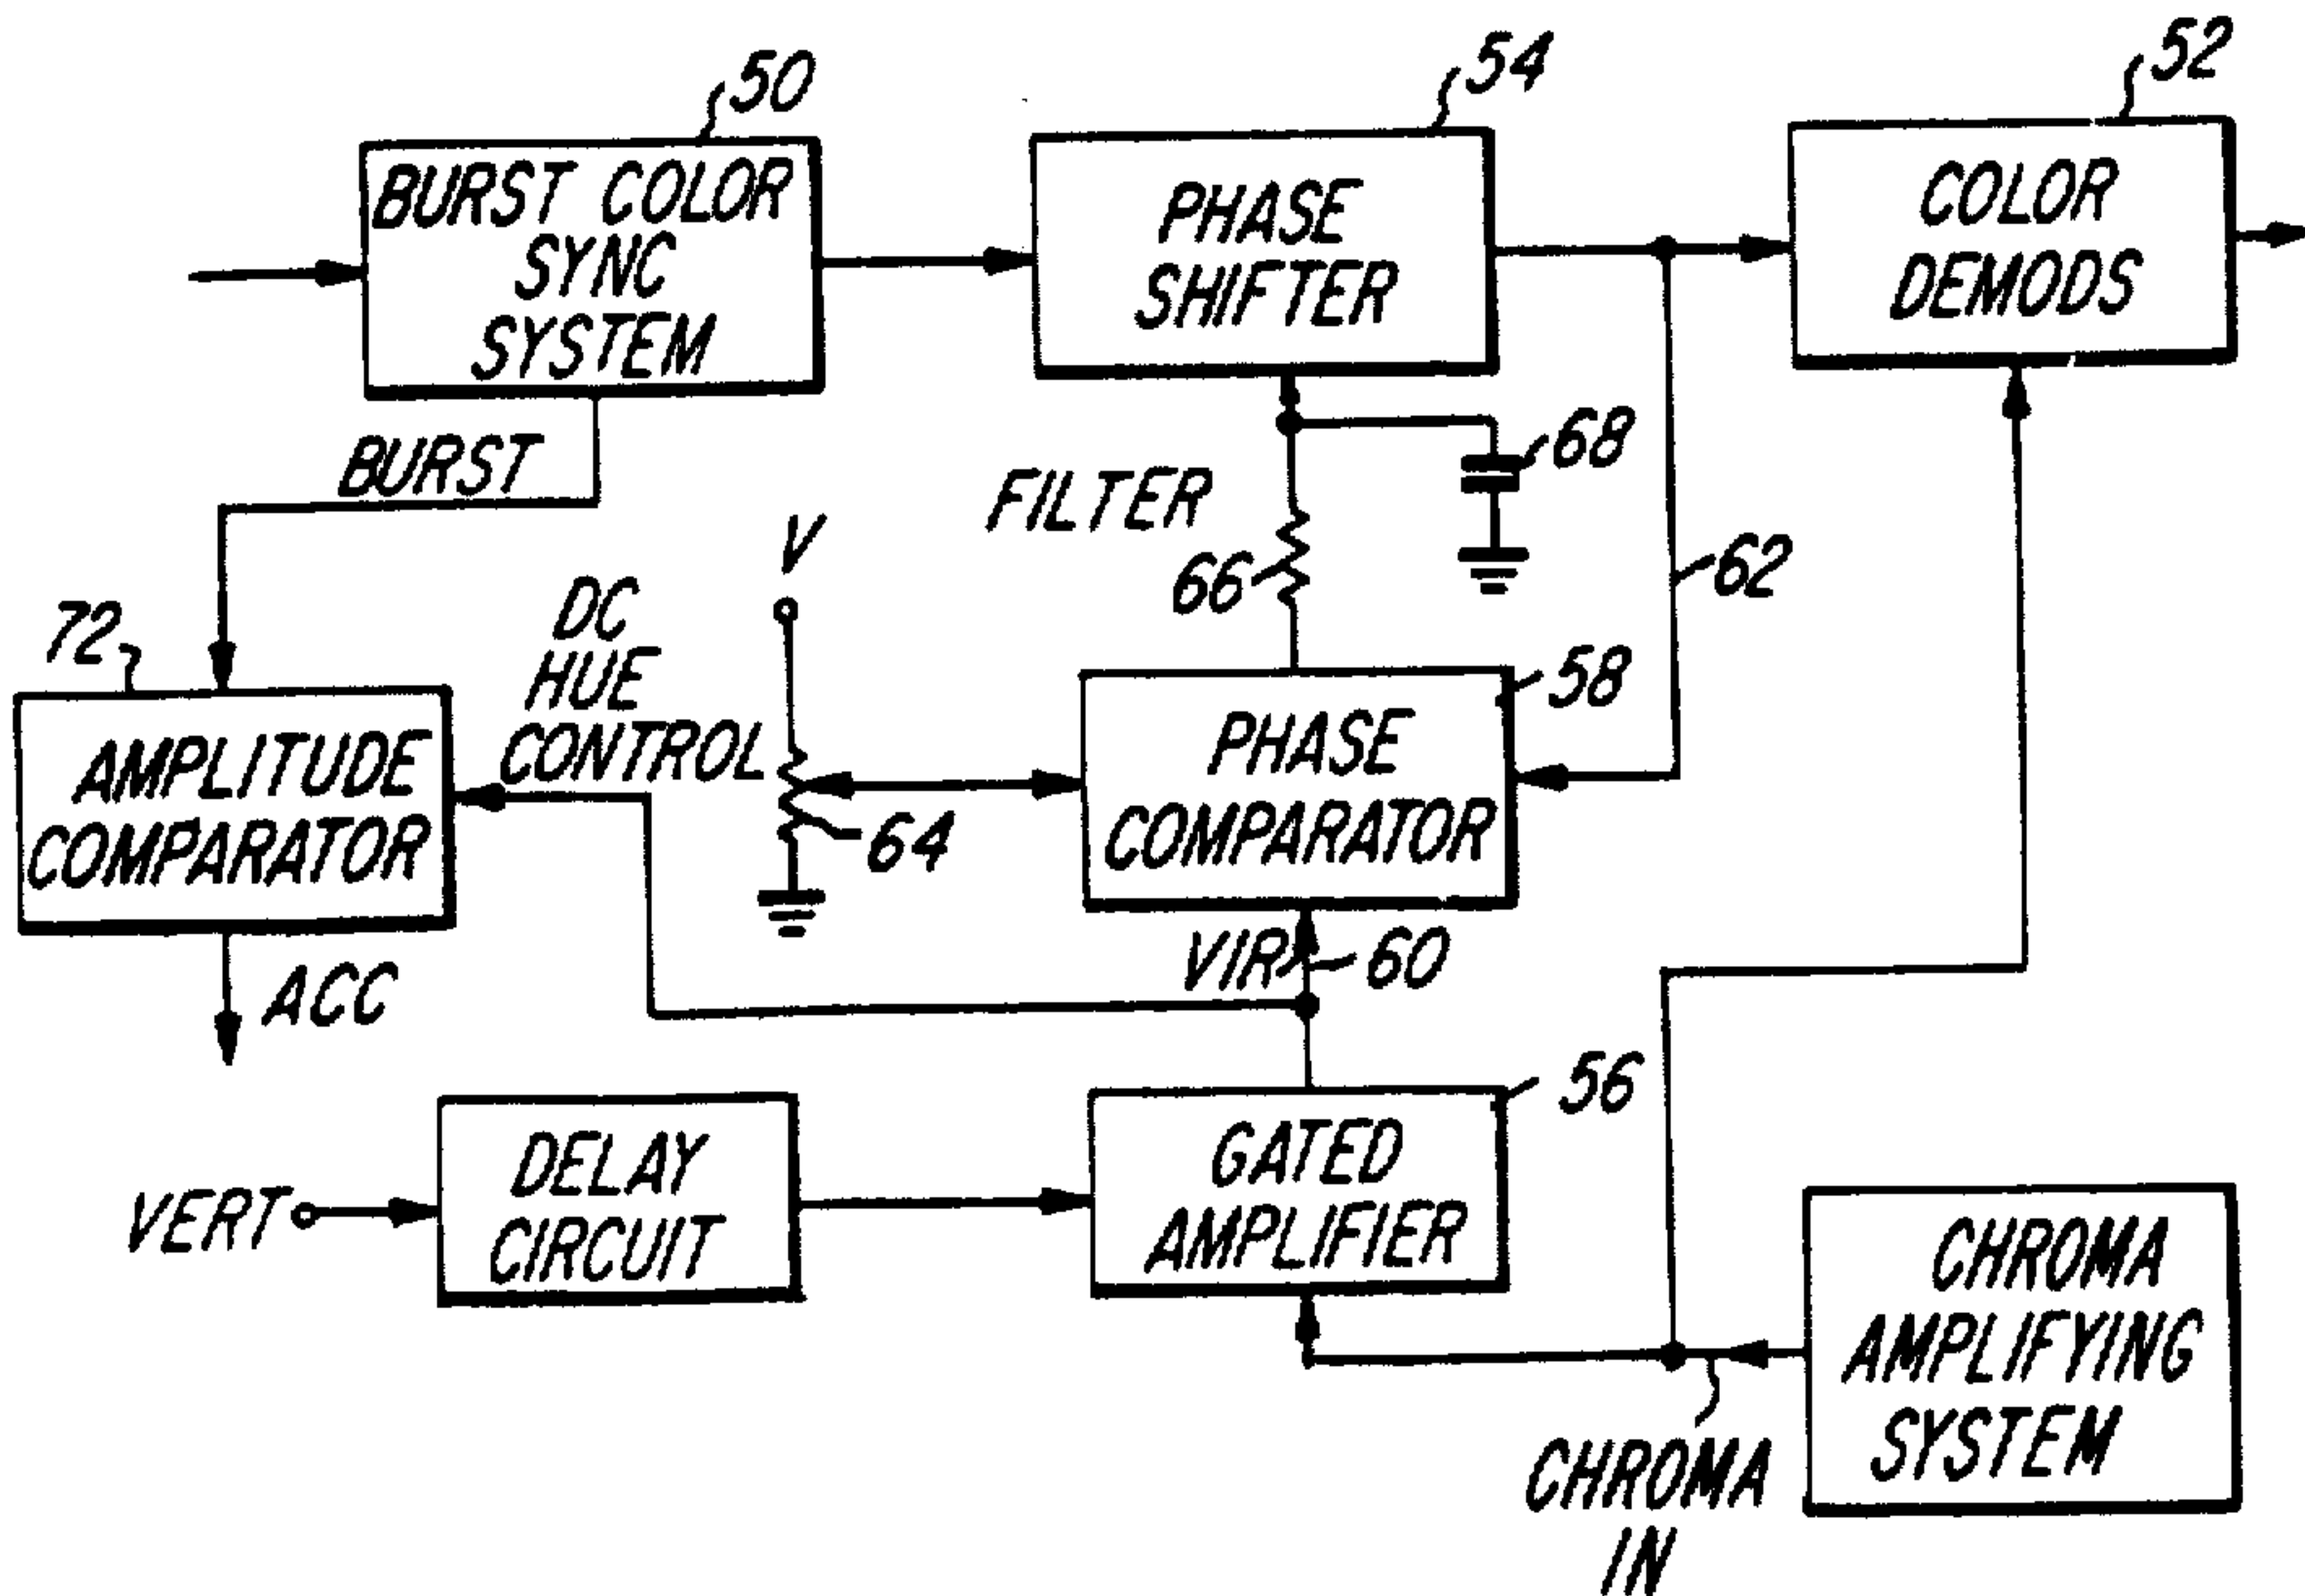 50
54
52
BURST COLOR
SYNC
SYSTEM
PHASE
SHIFTER
COLOR
DEMODS
BURST
FILTER
68
66
62
V
DC
HUE
CONTROL
64
72
AMPLITUDE
COMPARATOR
58
PHASE
COMPARATOR
VIR
60
ACC
56
VERT
DELAY
CIRCUIT
GATED
AMPLIFIER
CHROMA
AMPLIFYING
SYSTEM
CHROMA
IN